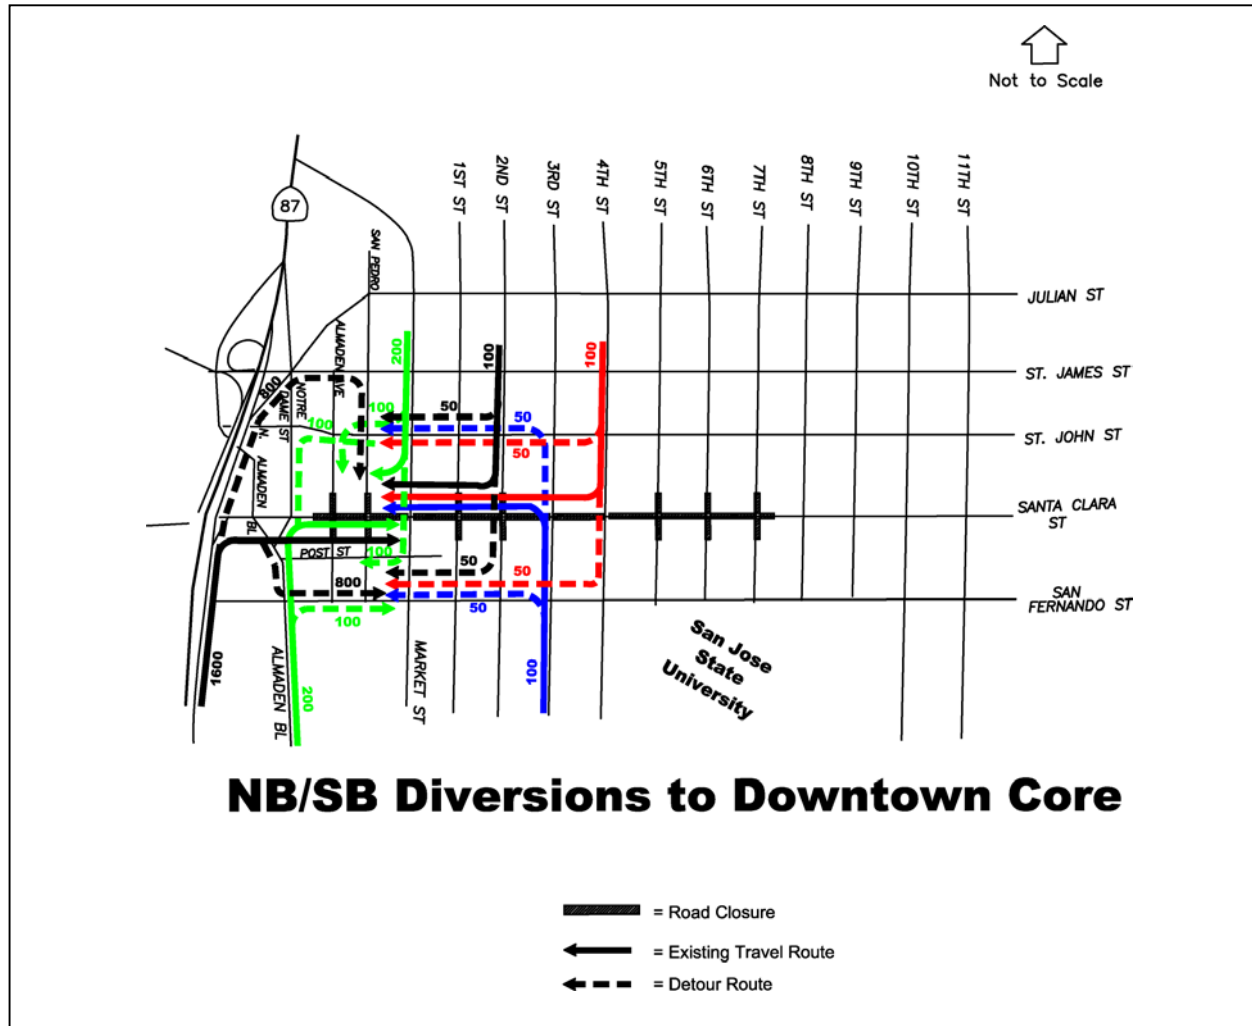 Not to Scale
87
SAN PEDRO
1ST ST
2ND ST
3RD ST
4TH ST
5TH ST
6TH ST
7TH ST
8TH ST
9TH ST
10TH ST
11TH ST
JULIAN ST
ALMADEN AVE
200
100
100
ST. JAMES ST
800
NOTRE
DAME ST
100
100
50
50
50
ST. JOHN ST
N. ALMADEN BL
SANTA CLARA
ST
POST ST
100
50
50
800
50
100
SAN
FERNANDO ST
1600
ALMADEN BL
200
MARKET ST
100
San Jose
State
University
NB/SB Diversions to Downtown Core
= Road Closure
= Existing Travel Route
= Detour Route